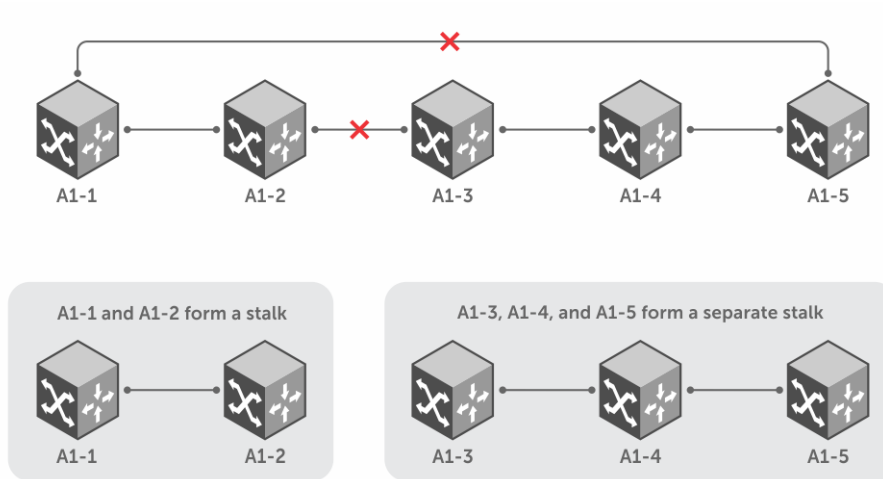 A1-1
A1-2
A1-3
A1-4
A1-5
A1-1 and A1-2 form a stalk
A1-3, A1-4, and A1-5 form a separate stalk
A1-1
A1-2
A1-3
A1-4
A1-5